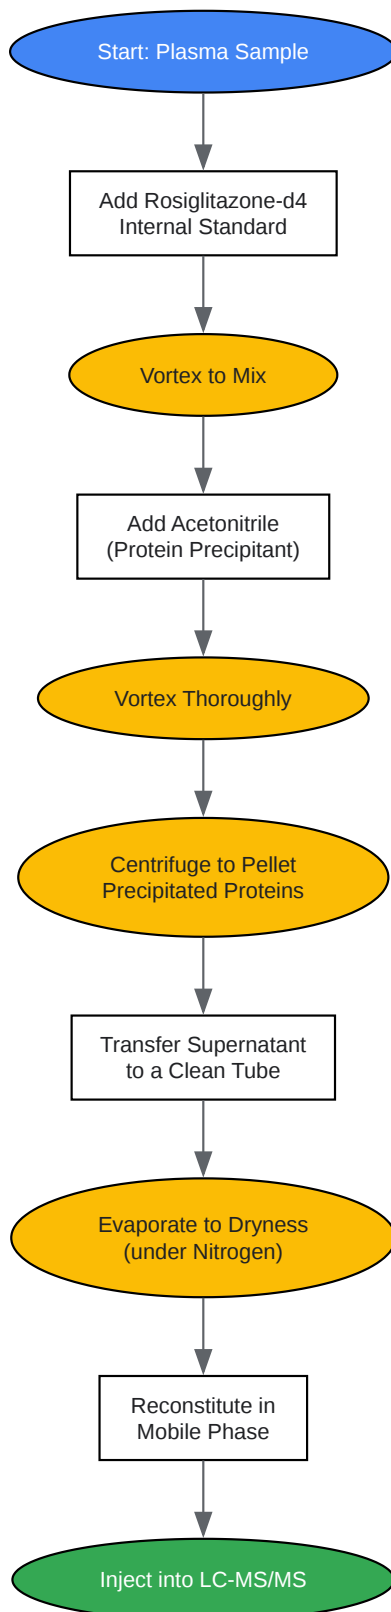 Start: Plasma Sample
Add Rosiglitazone-d4
Internal Standard
Vortex to Mix
Add Acetonitrile
(Protein Precipitant)
Vortex Thoroughly
Centrifuge to Pellet
Precipitated Proteins
Transfer Supernatant
to a Clean Tube
Evaporate to Dryness
(under Nitrogen)
Reconstitute in
Mobile Phase
Inject into LC-MS/MS